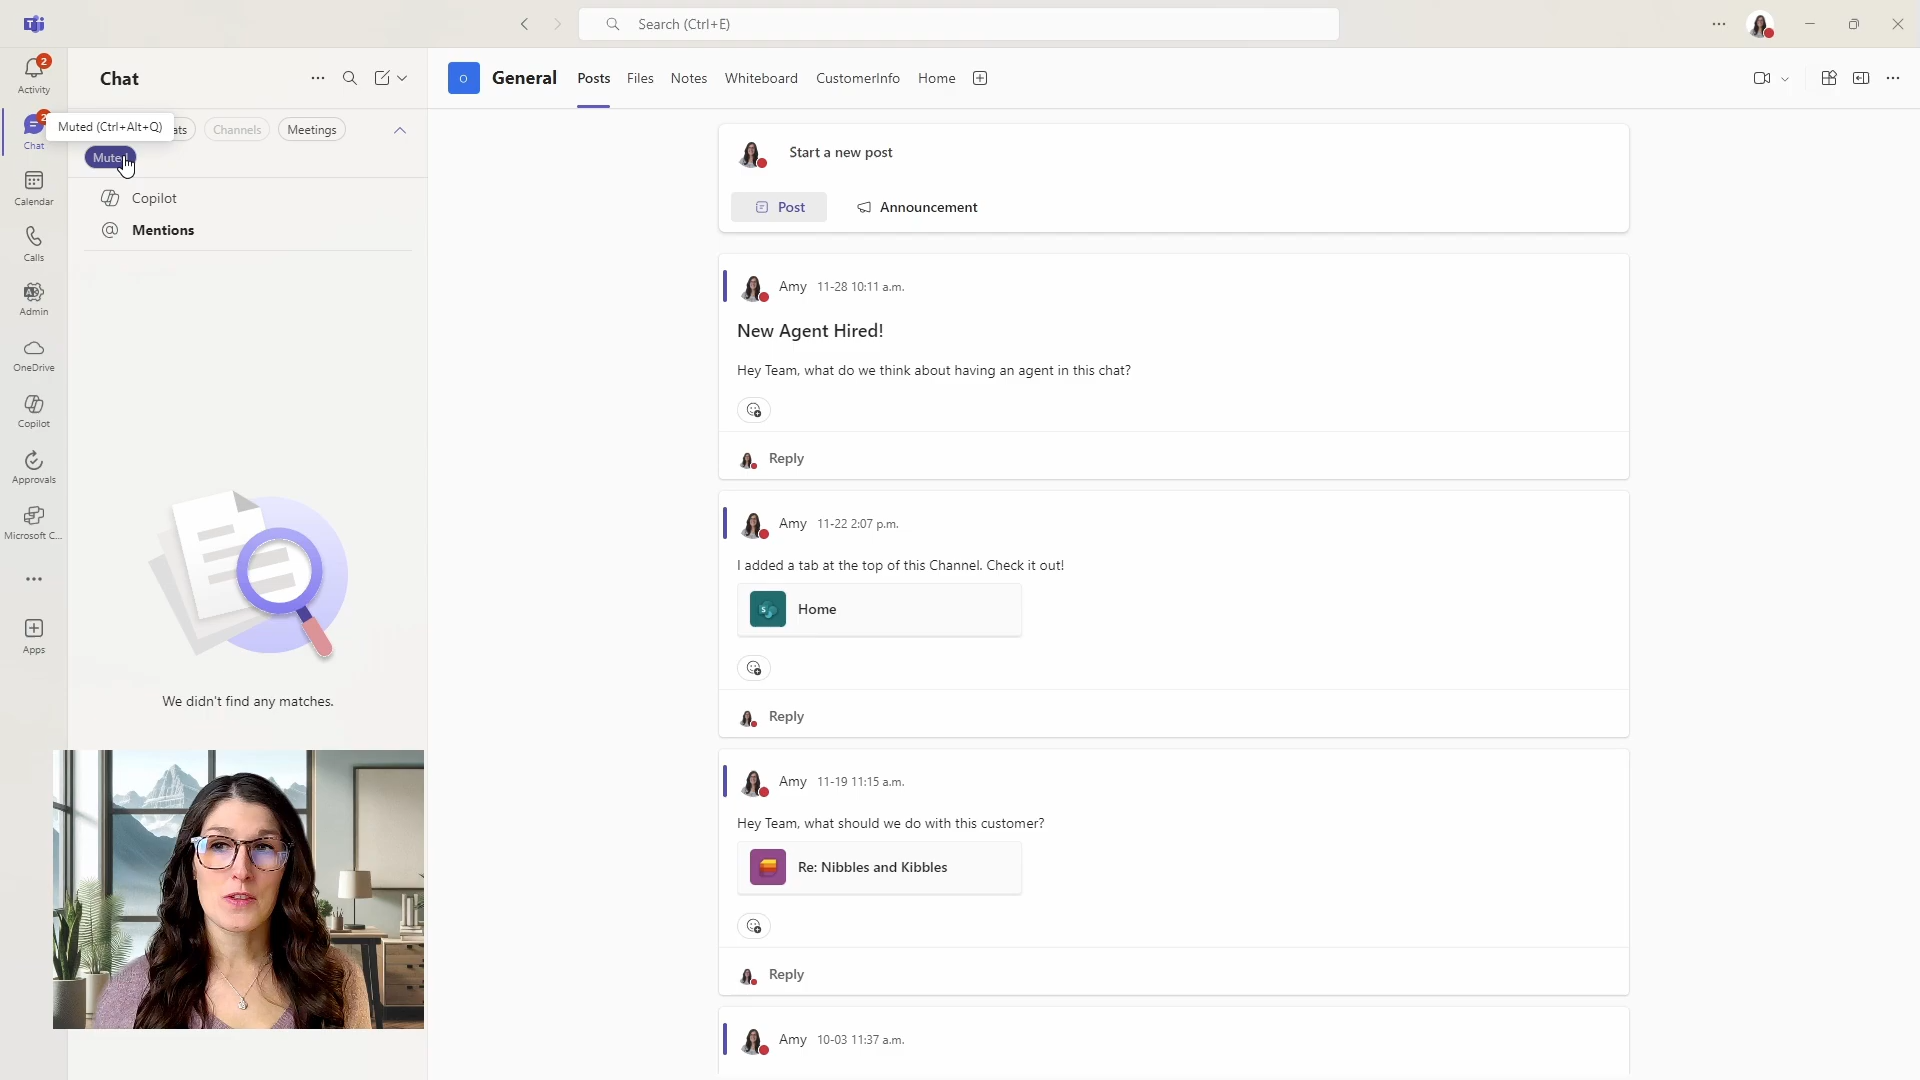 Search (Ctrl+E)
2
Activity
2
Chat
Calendar
Calls
Admin
OneDrive
Copilot
Approvals
Microsoft C...
Apps
Chat
Muted (Ctrl+Alt+Q)
ats
Channels
Meetings
Muted
Copilot
Mentions
We didn't find any matches.
O
General
Posts
Files
Notes
Whiteboard
CustomerInfo
Home
Start a new post
Post
Announcement
Amy 11-28 10:11 a.m.
New Agent Hired!
Hey Team, what do we think about having an agent in this chat?
Reply
Amy 11-22 2:07 p.m.
I added a tab at the top of this Channel. Check it out!
Home
Reply
Amy 11-19 11:15 a.m.
Hey Team, what should we do with this customer?
Re: Nibbles and Kibbles
Reply
Amy 10-03 11:37 a.m.